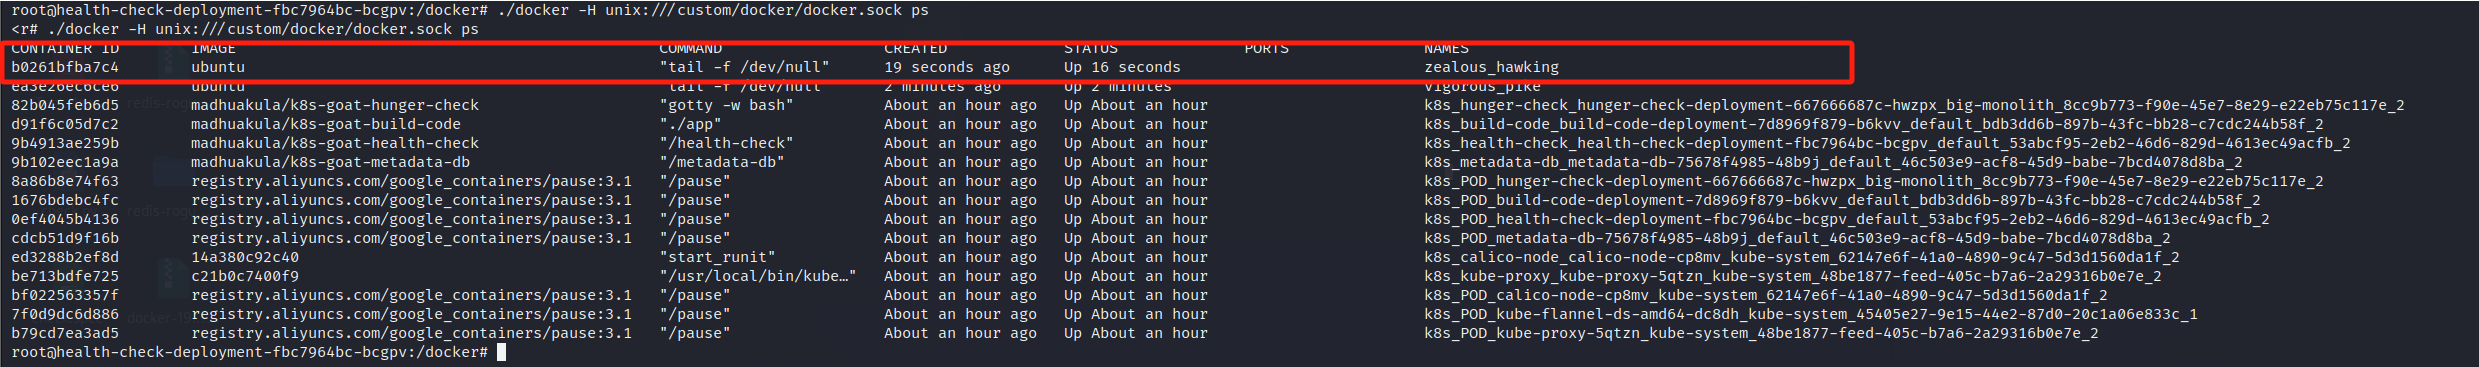 root@health-check-deployment-fbc7964bc-bcgpv:/docker# ./docker -H unix:///custom/docker/docker.sock ps
<r# ./docker -H unix:///custom/docker/docker.sock ps
CONTAINER ID IMAGE COMMAND CREATED STATUS PORTS NAMES
b0261bfba7c4 ubuntu "tail -f /dev/null" 19 seconds ago Up 16 seconds zealous_hawking
ea3e26ec6ce6 ubuntu "tail -f /dev/null" 2 minutes ago Up 2 minutes vigorous_pike
82b045feb6d5 madhuakula/k8s-goat-hunger-check "gotty -w bash" About an hour ago Up About an hour k8s_hunger-check_hunger-check-deployment-667666687c-hwzpx_big-monolith_8cc9b773-f90e-45e7-8e29-e22eb75c117e_2
d91f6c05d7c2 madhuakula/k8s-goat-build-code "./app" About an hour ago Up About an hour k8s_build-code_build-code-deployment-7d8969f879-b6kvv_default_bdb3dd6b-897b-43fc-bb28-c7cdc244b58f_2
9b4913ae259b madhuakula/k8s-goat-health-check "/health-check" About an hour ago Up About an hour k8s_health-check_health-check-deployment-fbc7964bc-bcgpv_default_53abcf95-2eb2-46d6-829d-4613ec49acfb_2
9b102eec1a9a madhuakula/k8s-goat-metadata-db "/metadata-db" About an hour ago Up About an hour k8s_metadata-db_metadata-db-75678f4985-48b9j_default_46c503e9-acf8-45d9-babe-7bcd4078d8ba_2
8a86b8e74f63 registry.aliyuncs.com/google_containers/pause:3.1 "/pause" About an hour ago Up About an hour k8s_POD_hunger-check-deployment-667666687c-hwzpx_big-monolith_8cc9b773-f90e-45e7-8e29-e22eb75c117e_2
1676bdebc4fc registry.aliyuncs.com/google_containers/pause:3.1 "/pause" About an hour ago Up About an hour k8s_POD_build-code-deployment-7d8969f879-b6kvv_default_bdb3dd6b-897b-43fc-bb28-c7cdc244b58f_2
0ef4045b4136 registry.aliyuncs.com/google_containers/pause:3.1 "/pause" About an hour ago Up About an hour k8s_POD_health-check-deployment-fbc7964bc-bcgpv_default_53abcf95-2eb2-46d6-829d-4613ec49acfb_2
cdcb51d9f16b registry.aliyuncs.com/google_containers/pause:3.1 "/pause" About an hour ago Up About an hour k8s_POD_metadata-db-75678f4985-48b9j_default_46c503e9-acf8-45d9-babe-7bcd4078d8ba_2
ed3288b2ef8d 14a380c92c40 "start_runit" About an hour ago Up About an hour k8s_calico-node_calico-node-cp8mv_kube-system_62147e6f-41a0-4890-9c47-5d3d1560da1f_2
be713bdfe725 c21b0c7400f9 "/usr/local/bin/kube…" About an hour ago Up About an hour k8s_kube-proxy_kube-proxy-5qtzn_kube-system_48be1877-feed-405c-b7a6-2a29316b0e7e_2
bf022563357f registry.aliyuncs.com/google_containers/pause:3.1 "/pause" About an hour ago Up About an hour k8s_POD_calico-node-cp8mv_kube-system_62147e6f-41a0-4890-9c47-5d3d1560da1f_2
7f0d9dc6d886 registry.aliyuncs.com/google_containers/pause:3.1 "/pause" About an hour ago Up About an hour k8s_POD_kube-flannel-ds-amd64-dc8dh_kube-system_45405e27-9e15-44e2-87d0-20c1a06e833c_1
b79cd7ea3ad5 registry.aliyuncs.com/google_containers/pause:3.1 "/pause" About an hour ago Up About an hour k8s_POD_kube-proxy-5qtzn_kube-system_48be1877-feed-405c-b7a6-2a29316b0e7e_2
root@health-check-deployment-fbc7964bc-bcgpv:/docker#